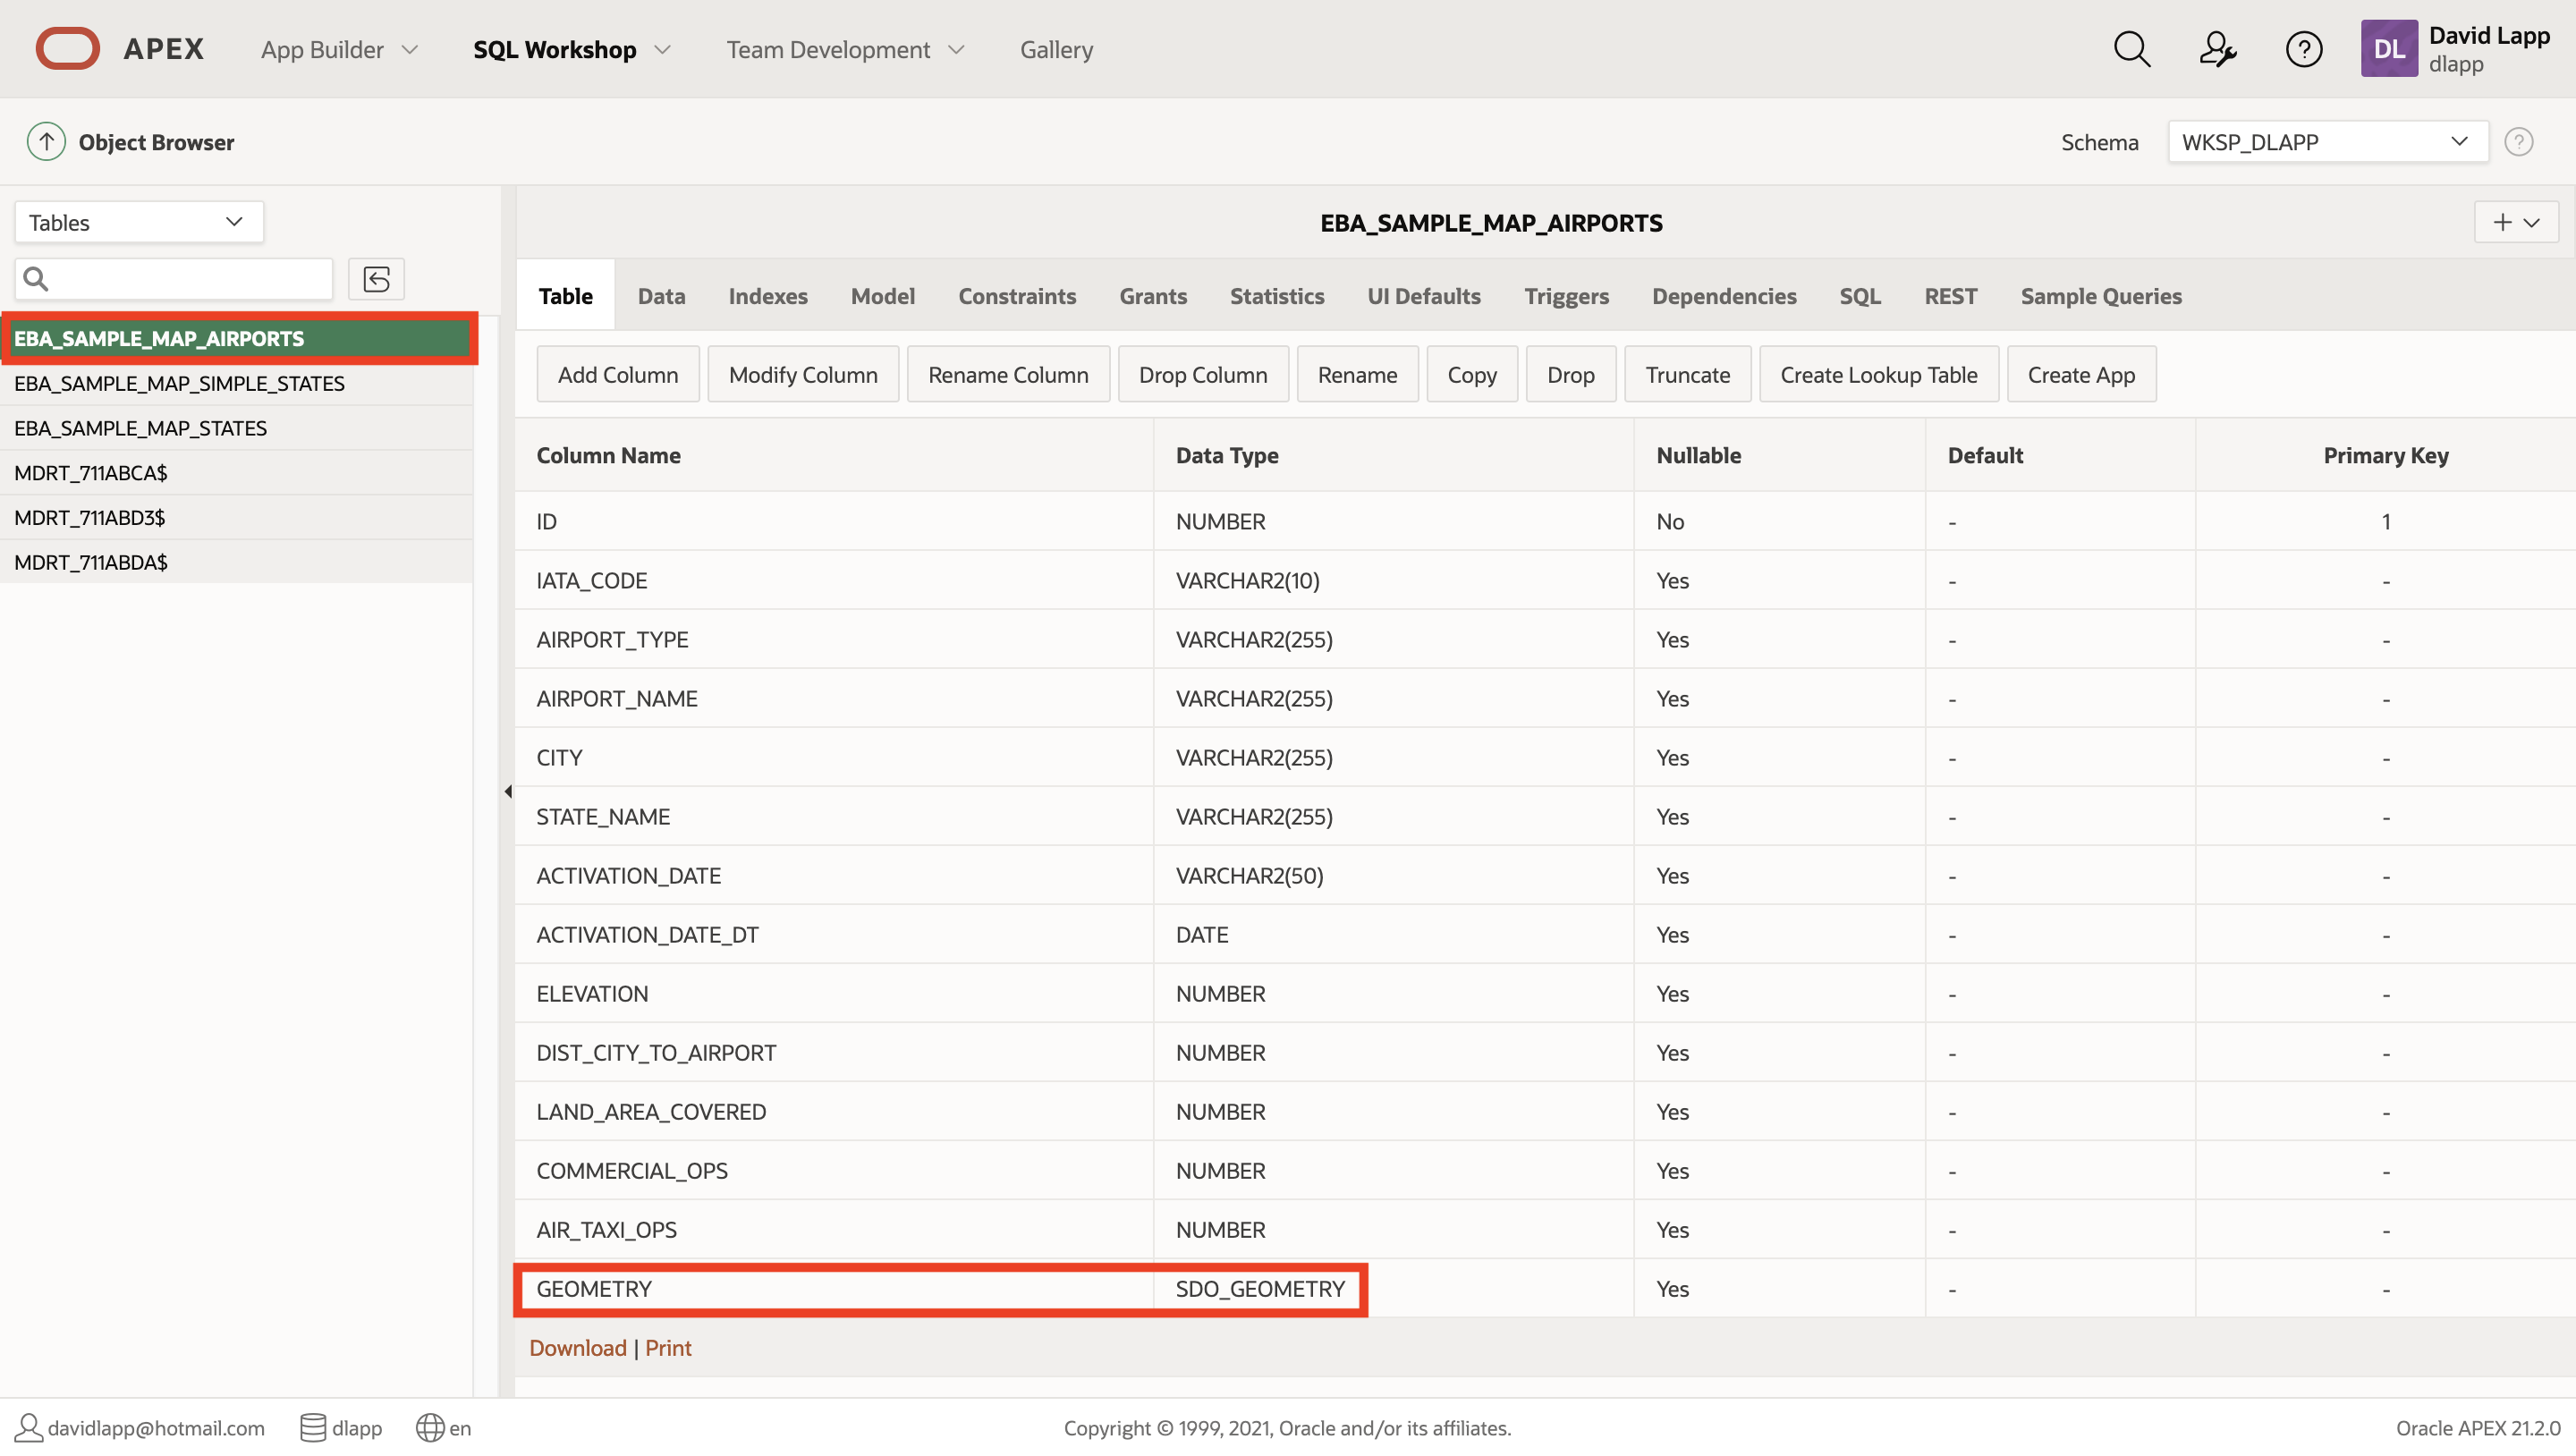 APEX App Builder SQL Workshop Team Development Gallery DL David Lapp
dlapp
Object Browser Schema WKSP_DLAPP
Tables
EBA_SAMPLE_MAP_AIRPORTS
EBA_SAMPLE_MAP_SIMPLE_STATES
EBA_SAMPLE_MAP_STATES
MDRT_711ABCA$
MDRT_711ABD3$
MDRT_711ABDA$
EBA_SAMPLE_MAP_AIRPORTS
Table Data Indexes Model Constraints Grants Statistics UI Defaults Triggers Dependencies SQL REST Sample Queries
Add Column Modify Column Rename Column Drop Column Rename Copy Drop Truncate Create Lookup Table Create App
Column Name Data Type Nullable Default Primary Key
ID NUMBER No - 1
IATA_CODE VARCHAR2(10) Yes - -
AIRPORT_TYPE VARCHAR2(255) Yes - -
AIRPORT_NAME VARCHAR2(255) Yes - -
CITY VARCHAR2(255) Yes - -
STATE_NAME VARCHAR2(255) Yes - -
ACTIVATION_DATE VARCHAR2(50) Yes - -
ACTIVATION_DATE_DT DATE Yes - -
ELEVATION NUMBER Yes - -
DIST_CITY_TO_AIRPORT NUMBER Yes - -
LAND_AREA_COVERED NUMBER Yes - -
COMMERCIAL_OPS NUMBER Yes - -
AIR_TAXI_OPS NUMBER Yes - -
GEOMETRY SDO_GEOMETRY Yes - -
Download | Print
davidlapp@hotmail.com dlapp en Copyright © 1999, 2021, Oracle and/or its affiliates. Oracle APEX 21.2.0